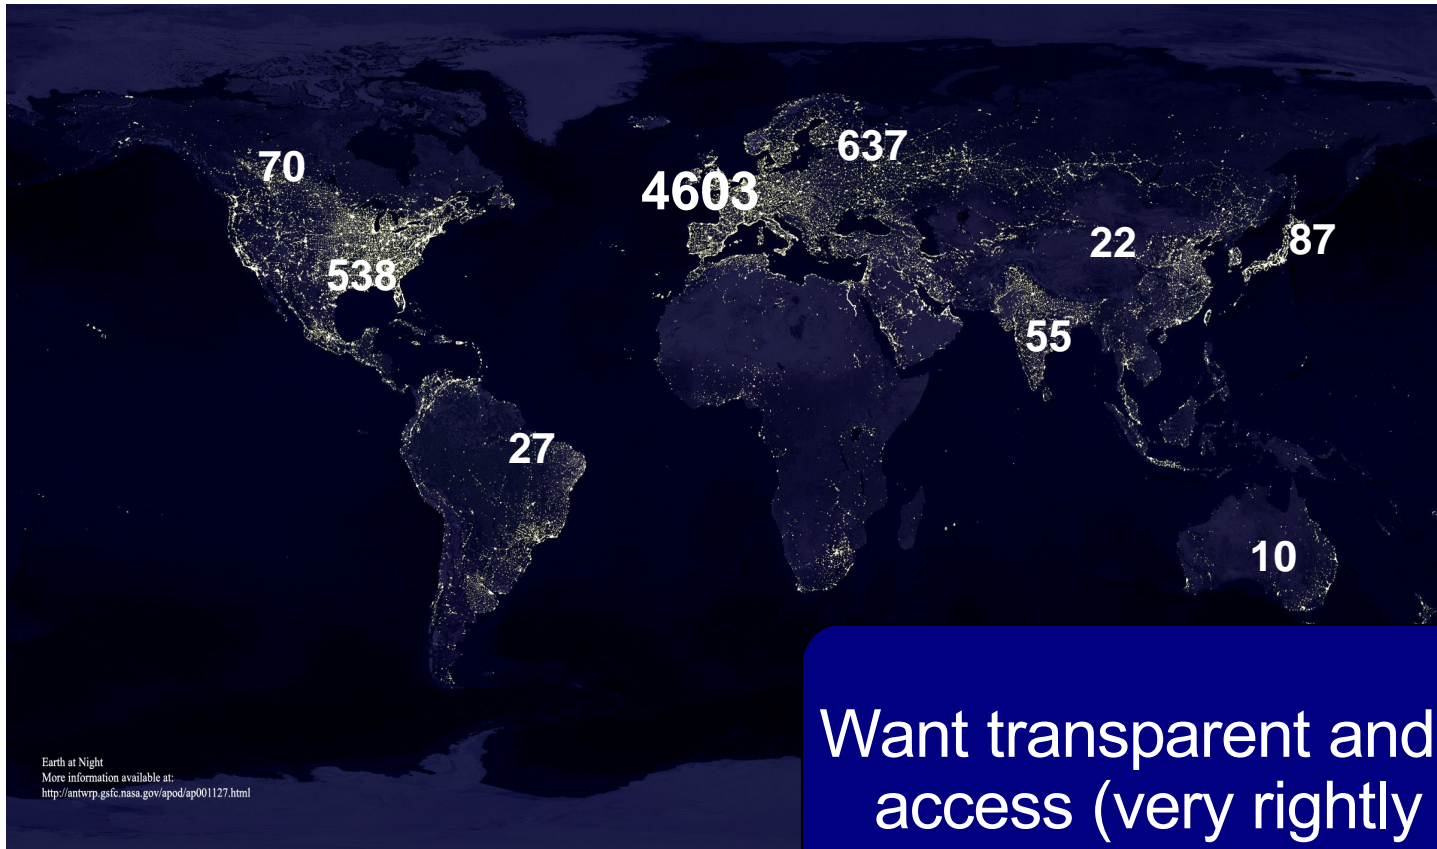 637
70
4603
22
87
538
55
27
10
Want transparent and
access (very rightly
Earth at Night
More information available at:
http://antwrp.gsfc.nasa.gov/apod/ap001127.html